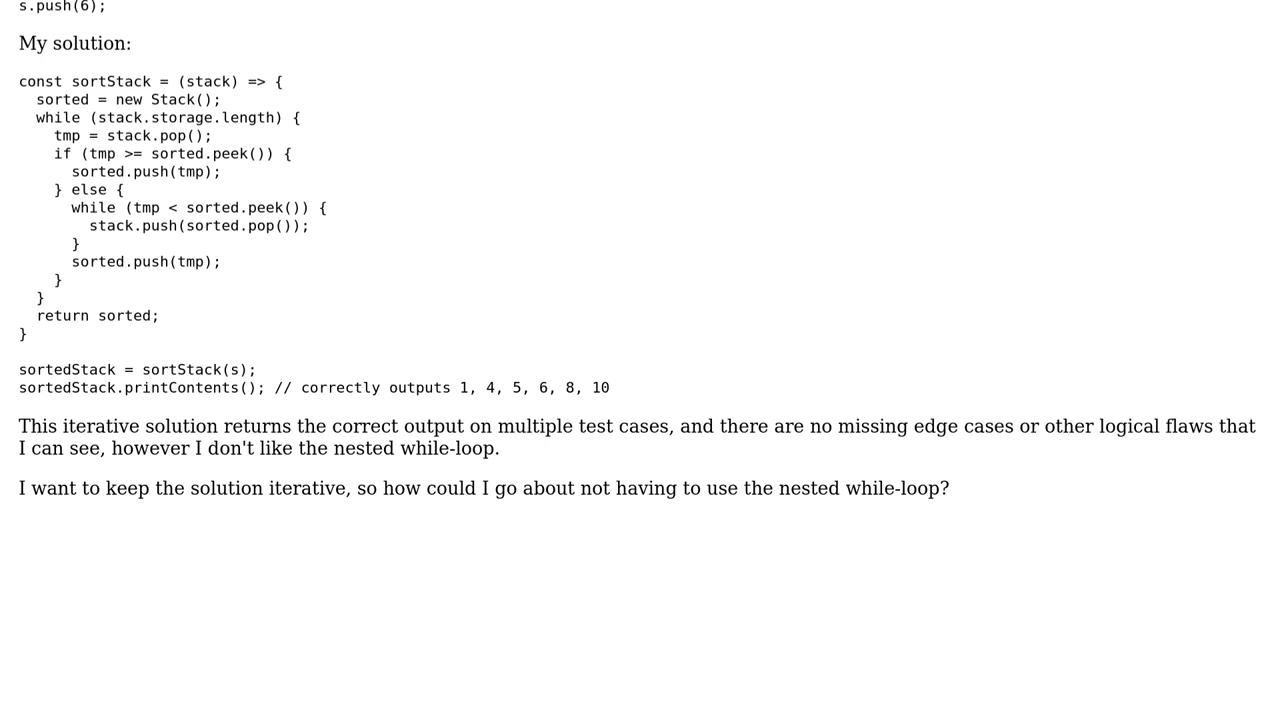 s.push(6);
My solution:
const sortStack = (stack) => {
  sorted = new Stack();
  while (stack.storage.length) {
    tmp = stack.pop();
    if (tmp >= sorted.peek()) {
      sorted.push(tmp);
    } else {
      while (tmp < sorted.peek()) {
        stack.push(sorted.pop());
      }
      sorted.push(tmp);
    }
  }
  return sorted;
}
sortedStack = sortStack(s);
sortedStack.printContents(); // correctly outputs 1, 4, 5, 6, 8, 10
This iterative solution returns the correct output on multiple test cases, and there are no missing edge cases or other logical flaws that
I can see, however I don't like the nested while-loop.
I want to keep the solution iterative, so how could I go about not having to use the nested while-loop?